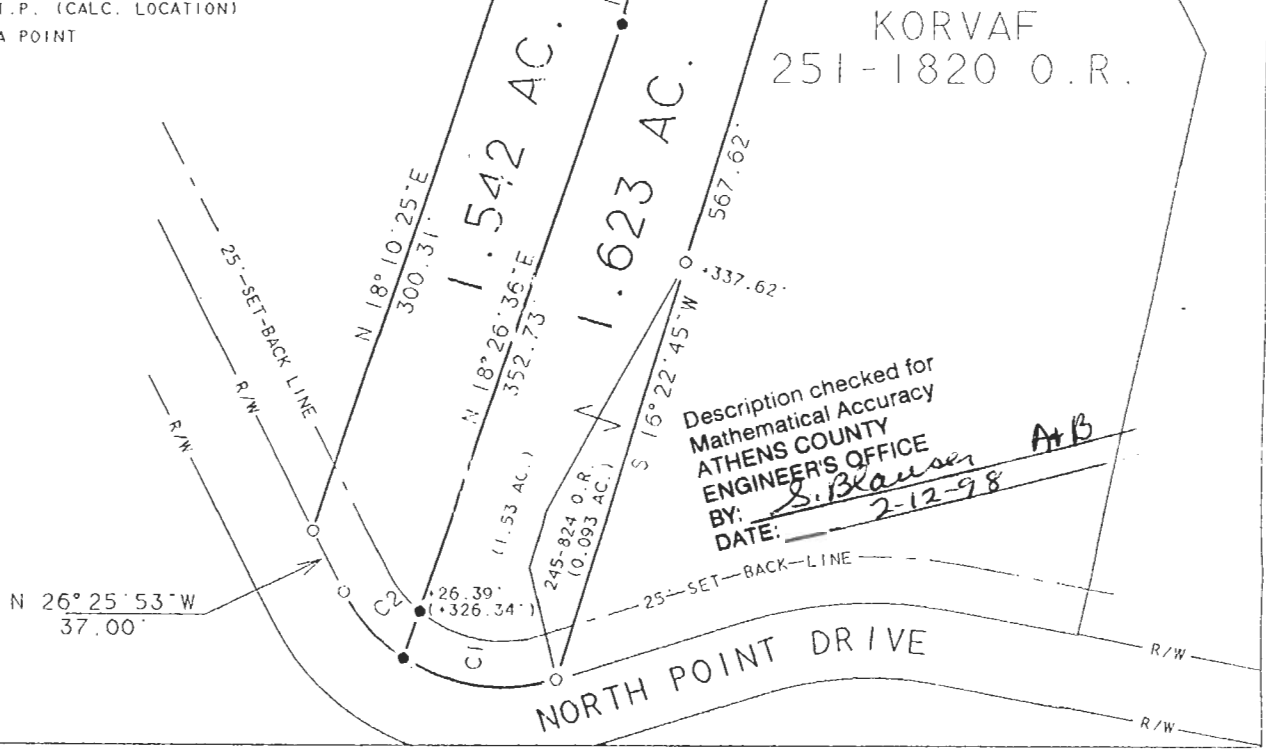 T.P. (CALC. LOCATION)
A POINT
KORVAF
251-1820 O.R.
1.542 AC.
1.623 AC.
N 18°10'25"E
300.31'
N 18°26'36"E
352.73'
567.62'
+337.62'
S 16°22'45"W
25'-SET-BACK LINE
R/W
R/W
(1.53 AC.)
245-824 O.R.
(0.093 AC.)
Description checked for
Mathematical Accuracy
ATHENS COUNTY
ENGINEER'S OFFICE
BY: S. Blauser A+B
DATE: 2-12-98
N 26°25'53"W
37.00'
C2
+26.39'
(+326.34')
C1
25'-SET-BACK-LINE
NORTH POINT DRIVE
R/W
R/W